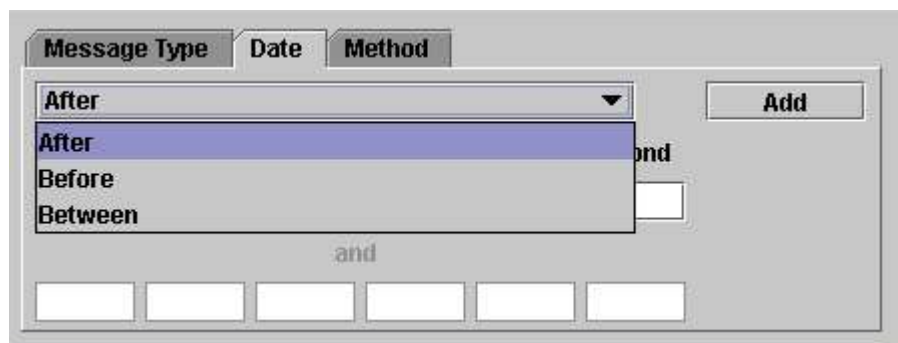 Message Type Date Method
After Add
After
ond
Before
Between
and